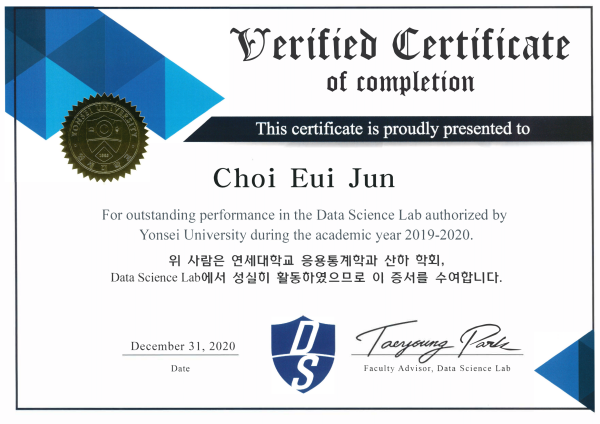 Verified Certificate
of completion
YONSEI UNIVERSITY
This certificate is proudly presented to
Choi Eui Jun
For outstanding performance in the Data Science Lab authorized by
Yonsei University during the academic year 2019-2020.
위 사람은 연세대학교 응용통계학과 산하 학회,
Data Science Lab에서 성실히 활동하였으므로 이 증서를 수여합니다.
December 31, 2020
Date
DS
Taeyoung Park
Faculty Advisor, Data Science Lab